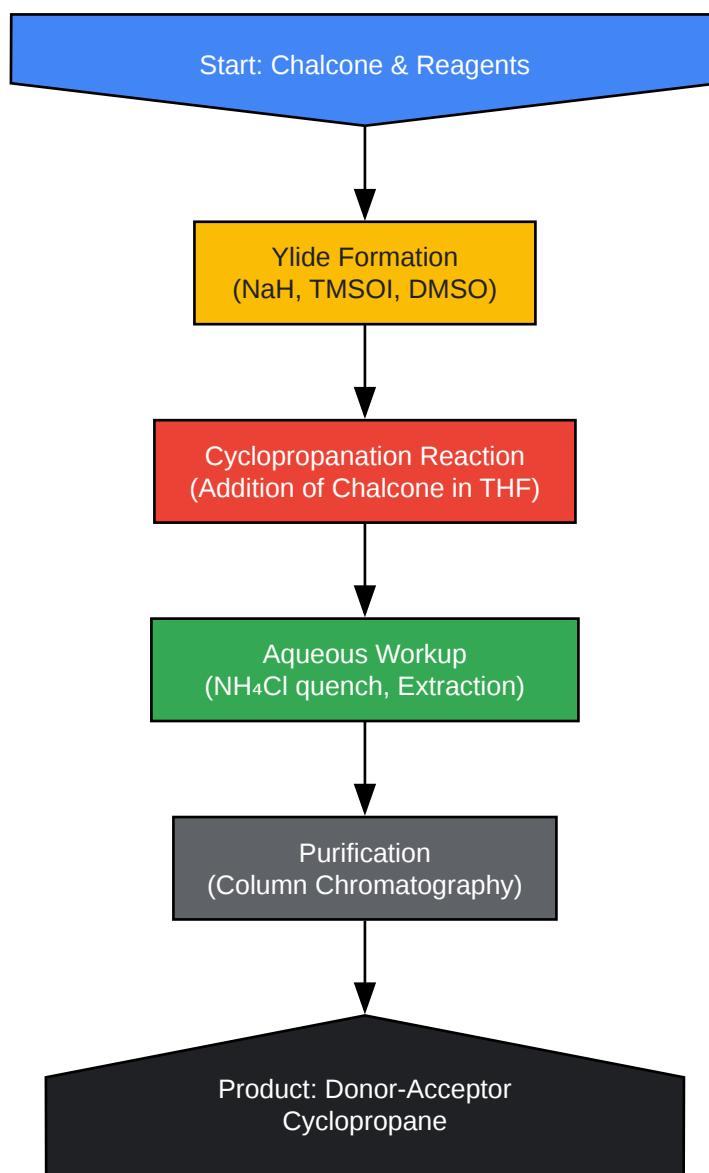 Start: Chalcone & Reagents
Ylide Formation
(NaH, TMSOI, DMSO)
Cyclopropanation Reaction
(Addition of Chalcone in THF)
Aqueous Workup
(NH₄Cl quench, Extraction)
Purification
(Column Chromatography)
Product: Donor-Acceptor
Cyclopropane